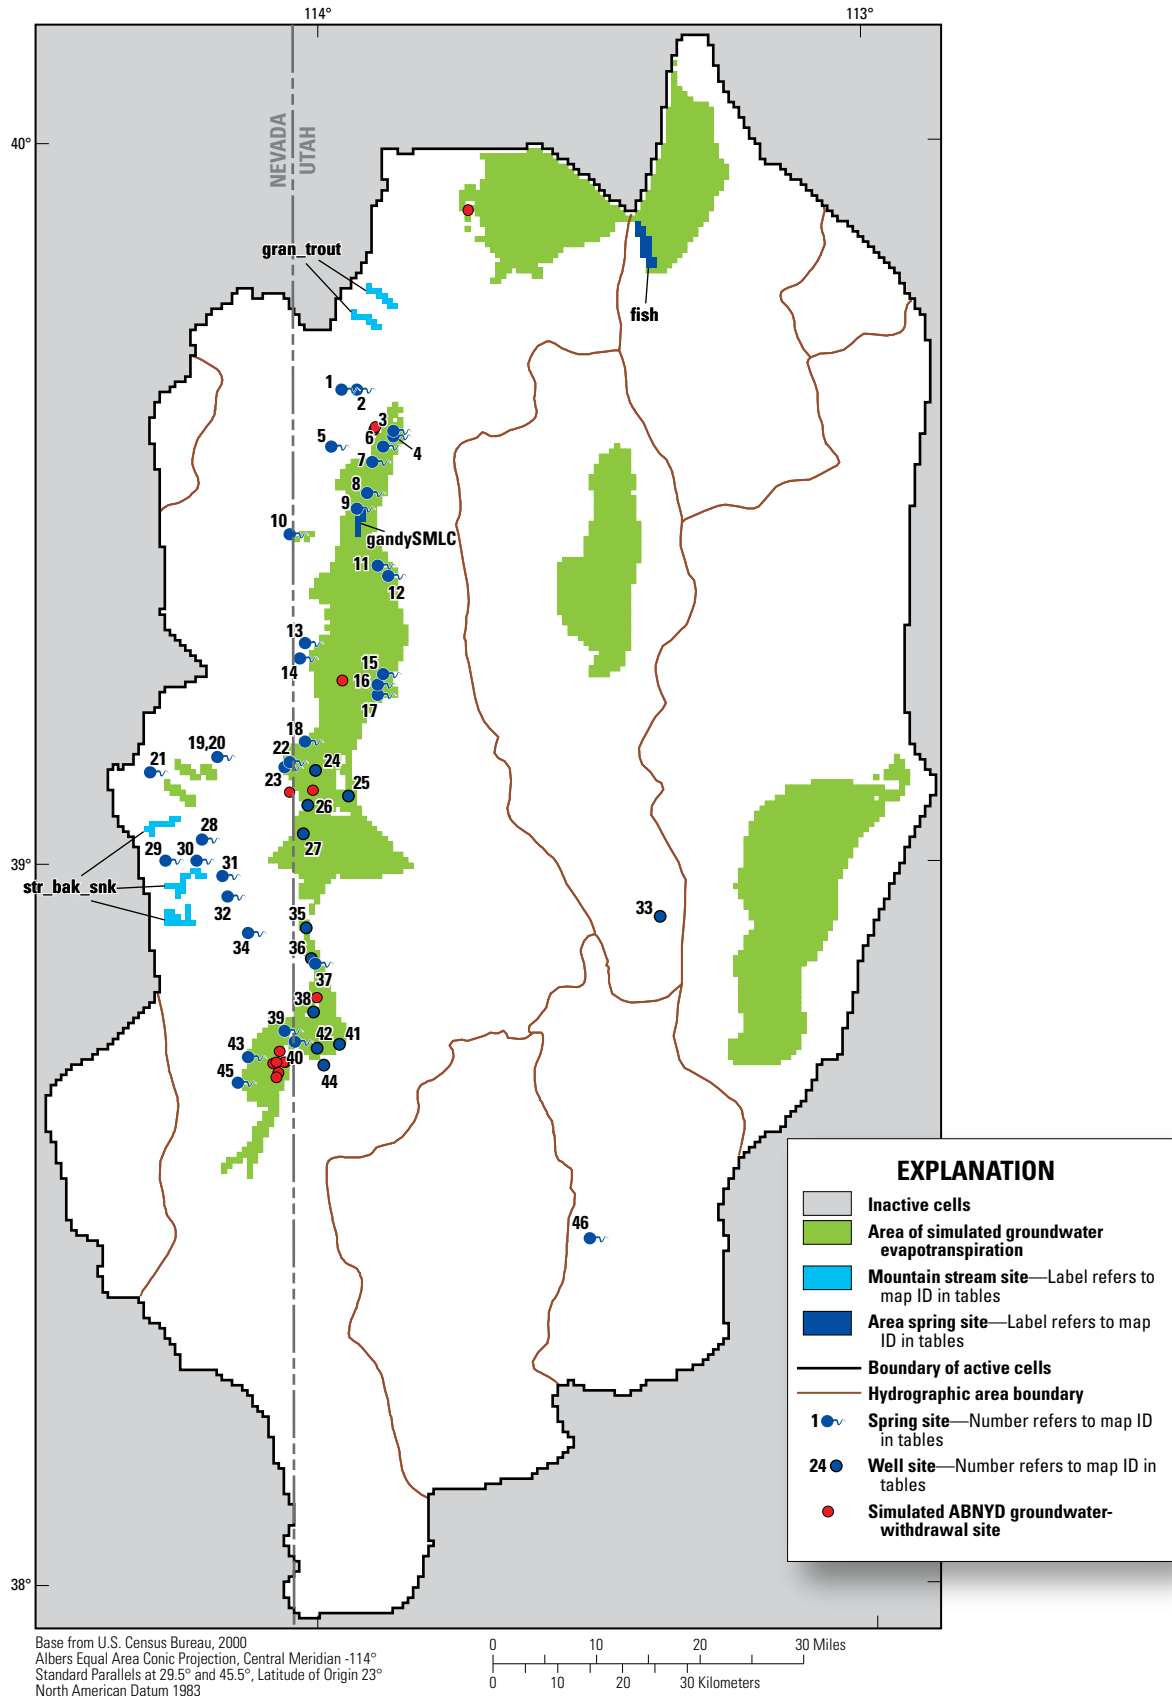 114°
113°
40°
NEVADA
UTAH
gran_trout
fish
1
2
3
5
6
4
7
8
9
10
gandySMLC
11
12
13
14
15
16
17
18
19,20
22
21
24
23
25
26
28
27
29
30
31
39°
str_bak_snk
32
33
35
34
36
37
38
39
42
41
43
40
45
44
46
38°
EXPLANATION
Inactive cells
Area of simulated groundwater
evapotranspiration
Mountain stream site—Label refers to
map ID in tables
Area spring site—Label refers to map
ID in tables
Boundary of active cells
Hydrographic area boundary
1 Spring site—Number refers to map ID
in tables
24 Well site—Number refers to map ID in
tables
Simulated ABNYD groundwater-
withdrawal site
Base from U.S. Census Bureau, 2000
Albers Equal Area Conic Projection, Central Meridian -114°
Standard Parallels at 29.5° and 45.5°, Latitude of Origin 23°
North American Datum 1983
0 10 20 30 Miles
0 10 20 30 Kilometers